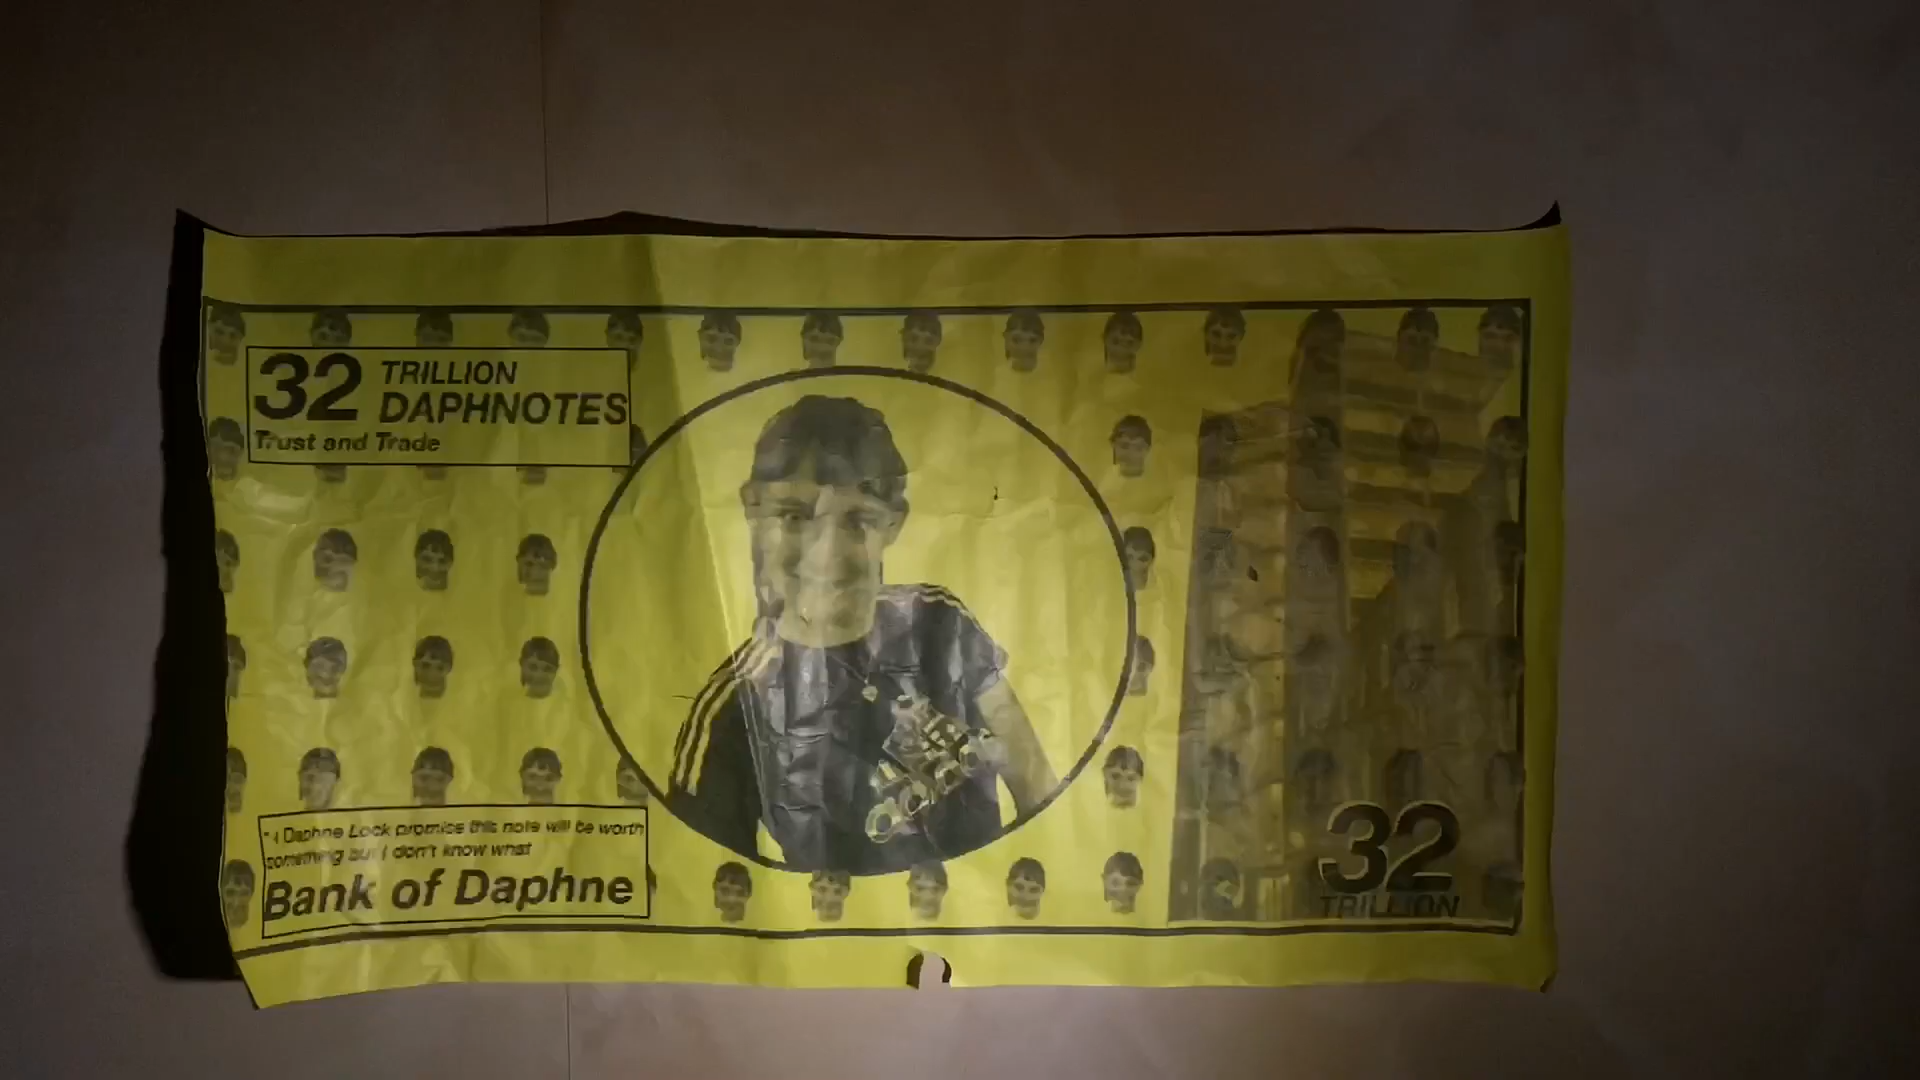 32 TRILLION
DAPHNOTES
Trust and Trade
"I Daphne Lock promise this note will be worth
something but I don't know what
Bank of Daphne
32
TRILLION